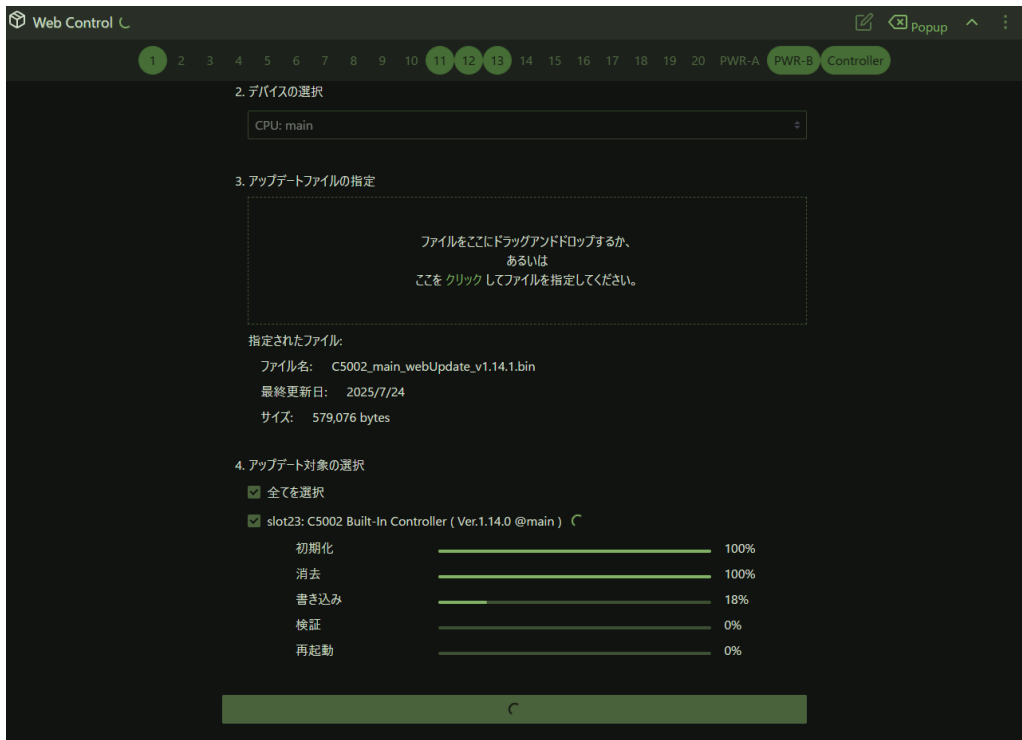 Web Control
Popup
1 2 3 4 5 6 7 8 9 10 11 12 13 14 15 16 17 18 19 20 PWR-A PWR-B Controller
2. デバイスの選択
CPU: main
3. アップデートファイルの指定
ファイルをここにドラッグアンドドロップするか、
あるいは
ここを クリック してファイルを指定してください。
指定されたファイル:
ファイル名: C5002_main_webUpdate_v1.14.1.bin
最終更新日: 2025/7/24
サイズ: 579,076 bytes
4. アップデート対象の選択
全てを選択
slot23: C5002 Built-In Controller ( Ver.1.14.0 @main )
初期化 100%
消去 100%
書き込み 18%
検証 0%
再起動 0%